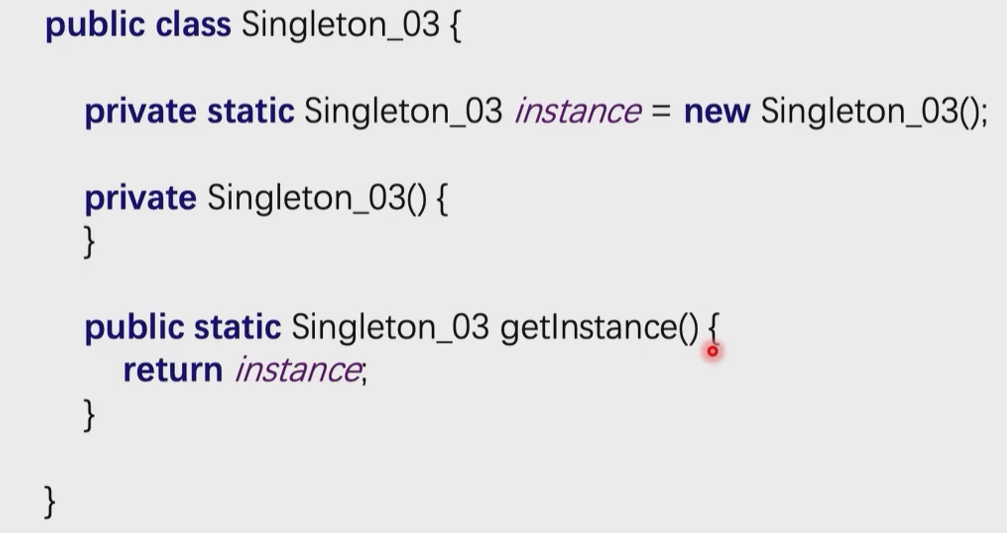 public class Singleton_03 {
private static Singleton_03 instance = new Singleton_03();
private Singleton_03() {
}
public static Singleton_03 getInstance() {
return instance;
}
}